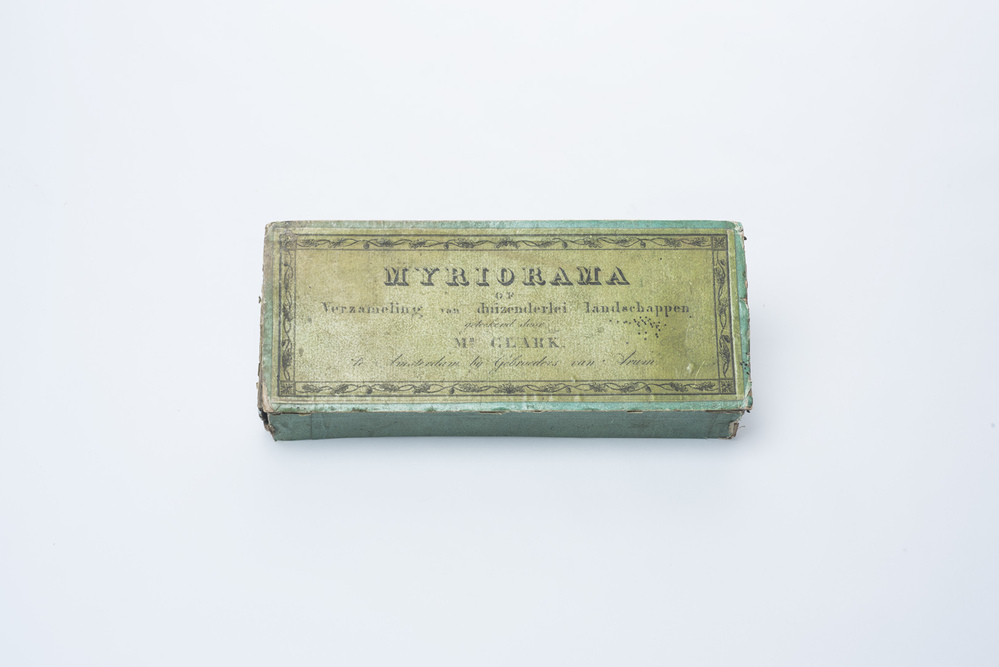 MYRIORAMA
OF
Verzameling van duizenderlei landschappen
geteekend door
Mr. CLARK.
te Amsterdam bij Gebroeders van Arum